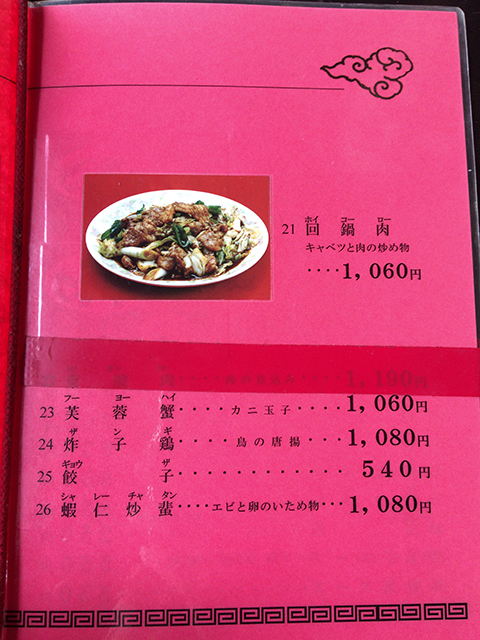 ホイ コー ロー
21 回鍋肉
キャベツと肉の炒め物
････1,060円
1,190
フー ヨー ハイ
23 芙蓉蟹････カニ玉子････1,060円
ザ ン ギ
24 炸子鶏････鳥の唐揚････1,080円
ギョウ ザ
25 餃子････････････540円
シャ レー チャ タン
26 蝦仁炒蜚････エビと卵のいため物････1,080円